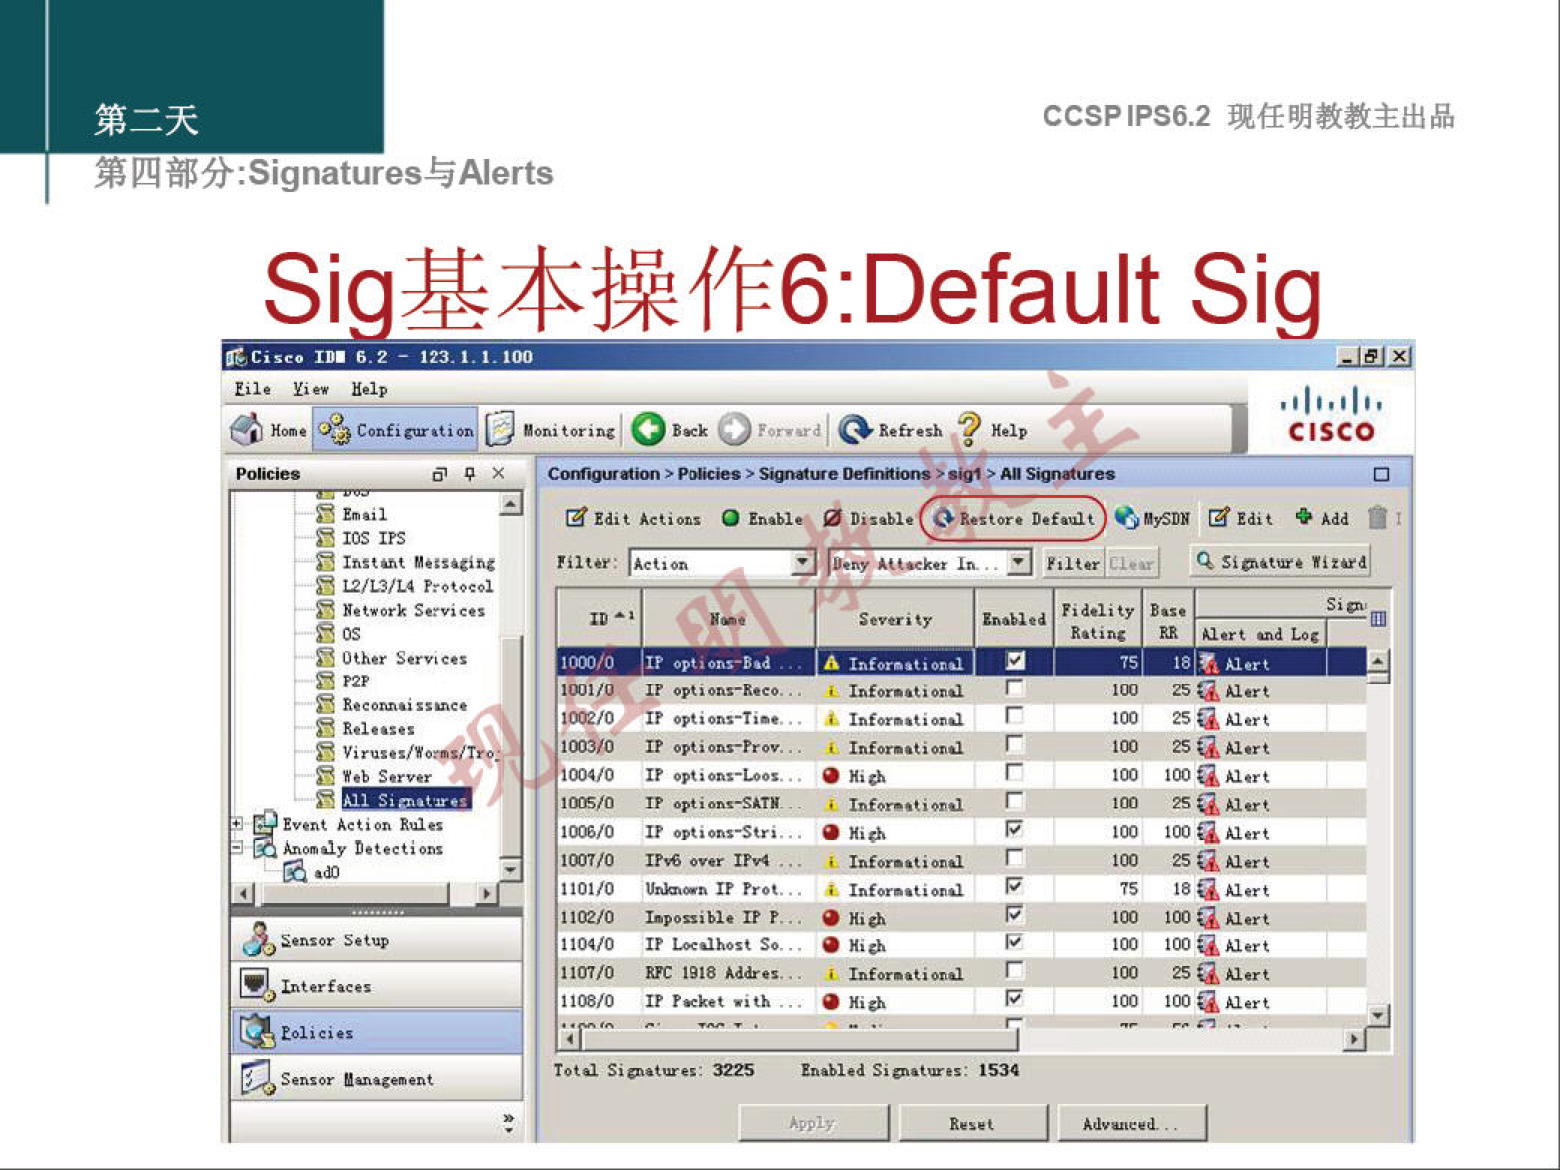 第二天
CCSP IPS6.2 现任明教教主出品
第四部分:Signatures与Alerts
Sig基本操作6:Default Sig
Cisco IDM 6.2 - 123.1.1.100
File View Help
Home Configuration Monitoring Back Forward Refresh Help
CISCO
Policies
Email
IOS IPS
Instant Messaging
L2/L3/L4 Protocol
Network Services
OS
Other Services
P2P
Reconnaissance
Releases
Viruses/Worms/Tro
Web Server
All Signatures
Event Action Rules
Anomaly Detections
ad0
Sensor Setup
Interfaces
Policies
Sensor Management
Configuration > Policies > Signature Definitions > sig1 > All Signatures
Edit Actions Enable Disable Restore Default MySDN Edit Add
Filter: Action Deny Attacker In... Filter Clear Signature Wizard
ID 1 Name Severity Enabled Fidelity Rating Base RR Alert and Log
1000/0 IP options-Bad ... Informational 75 18 Alert
1001/0 IP options-Reco... Informational 100 25 Alert
1002/0 IP options-Time... Informational 100 25 Alert
1003/0 IP options-Prov... Informational 100 25 Alert
1004/0 IP options-Loos... High 100 100 Alert
1005/0 IP options-SATN... Informational 100 25 Alert
1006/0 IP options-Stri... High 100 100 Alert
1007/0 IPv6 over IPv4 ... Informational 100 25 Alert
1101/0 Unknown IP Prot... Informational 75 18 Alert
1102/0 Impossible IP P... High 100 100 Alert
1104/0 IP Localhost So... High 100 100 Alert
1107/0 RFC 1918 Addres... Informational 100 25 Alert
1108/0 IP Packet with ... High 100 100 Alert
Total Signatures: 3225 Enabled Signatures: 1534
Apply Reset Advanced...
现任明教教主